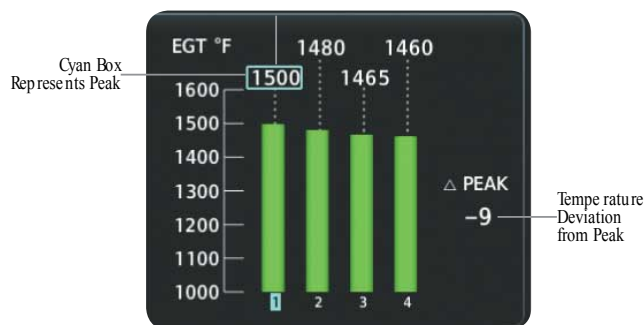 EGT °F
1480
1460
Cyan Box
Represents Peak
1500
1465
1600
1500
1400
1300
1200
1100
1000
△ PEAK
-9
Temperature
Deviation
from Peak
1
2
3
4